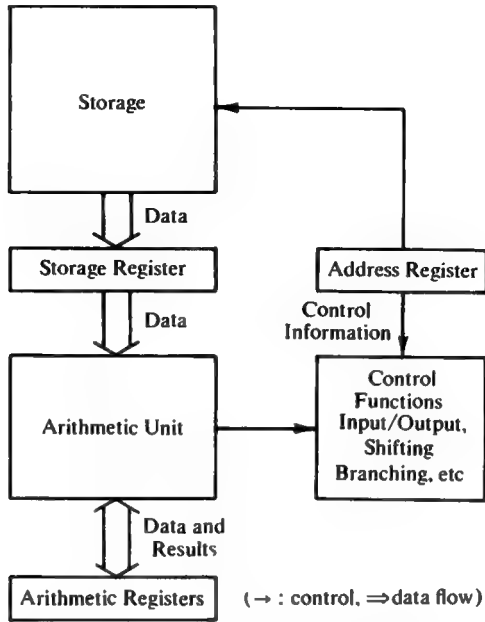 Storage
Data
Storage Register
Address Register
Data
Control
Information
Arithmetic Unit
Control
Functions
Input/Output,
Shifting
Branching, etc
Data and
Results
Arithmetic Registers
(→ : control, ⇒data flow)